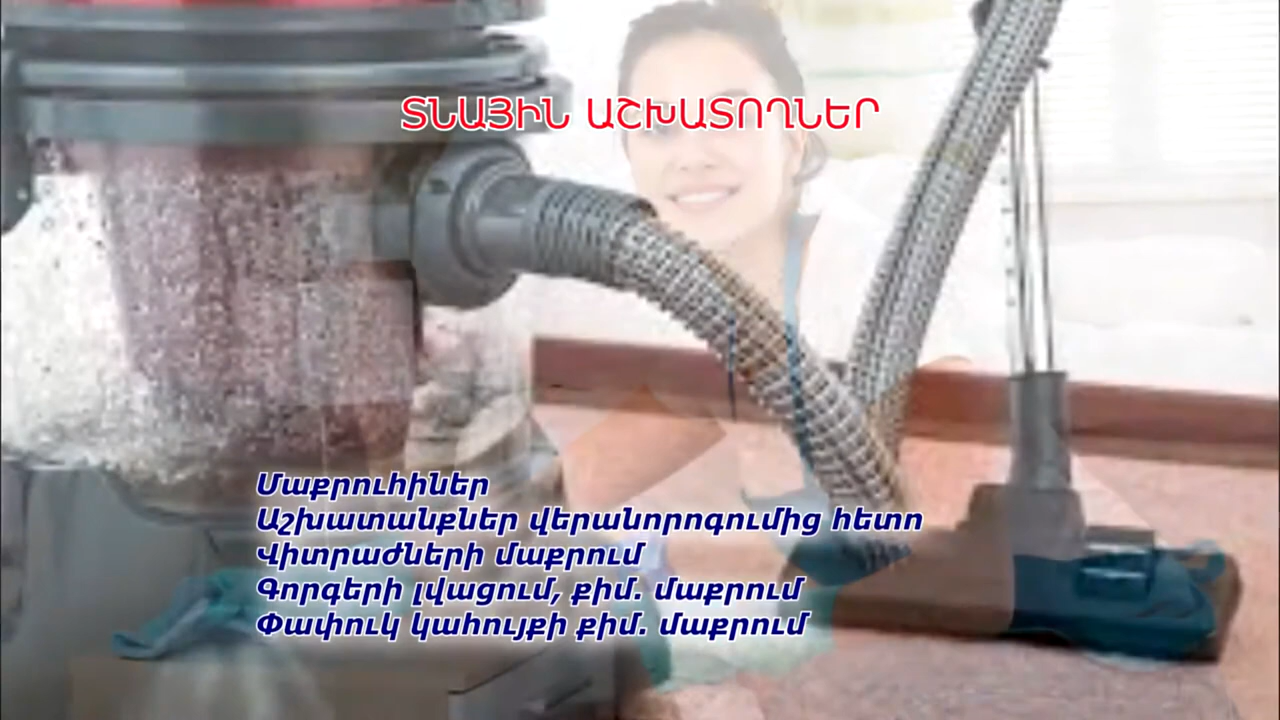 ՏՆԱՅԻՆ ԱՇԽԱՏՈՂՆԵՐ
Մաքրուհիներ
Աշխատանքներ վերանորոգումից հետո
Վիտրաժների մաքրում
Գորգերի լվացում, քիմ. մաքրում
Փափուկ կահույքի քիմ. մաքրում